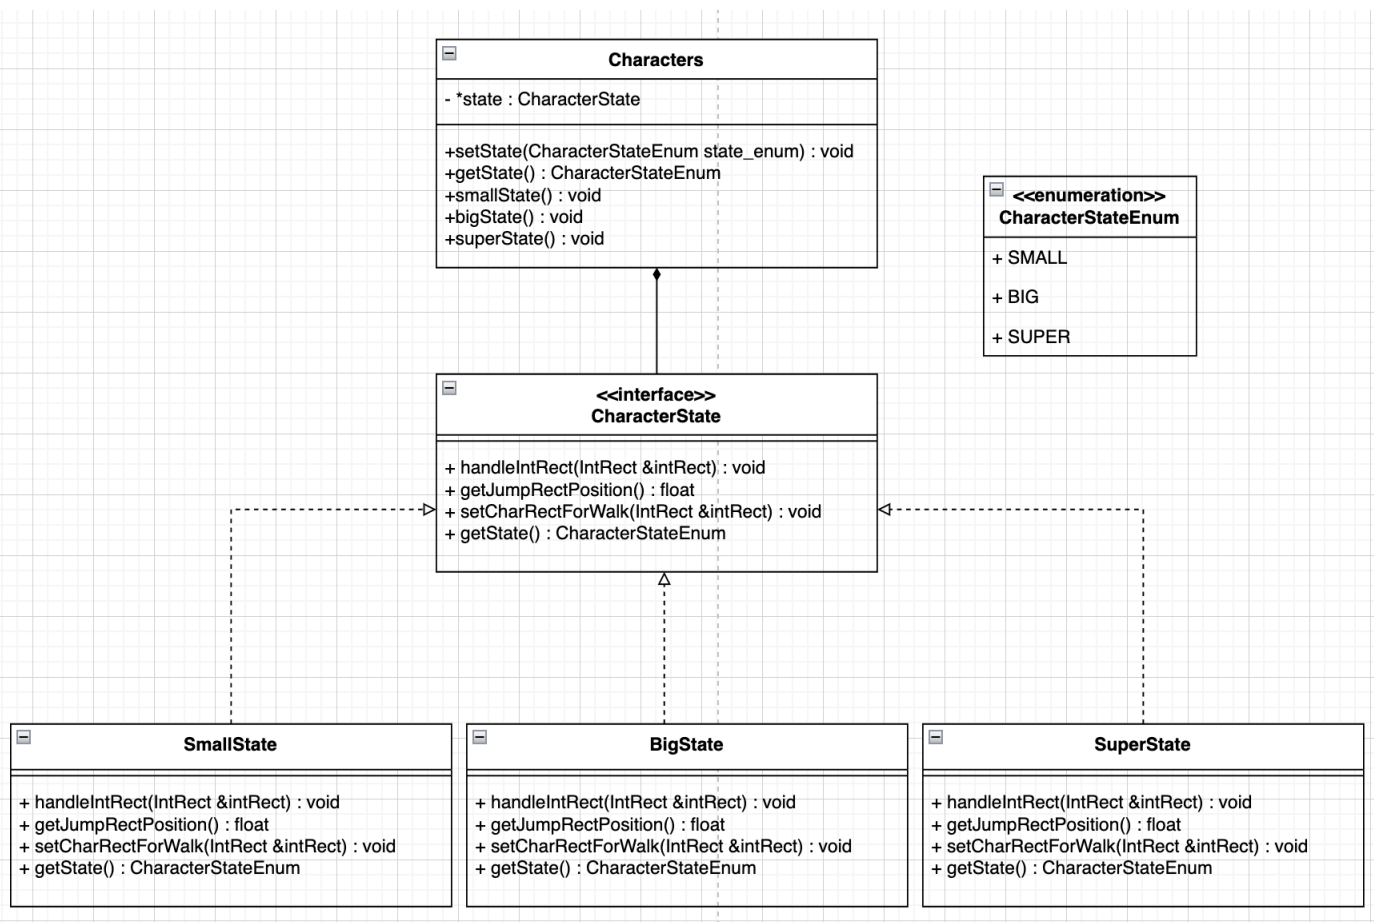 Characters
- *state : CharacterState
+setState(CharacterStateEnum state_enum) : void
+getState() : CharacterStateEnum
+smallState() : void
+bigState() : void
+superState() : void
<<enumeration>>
CharacterStateEnum
+ SMALL
+ BIG
+ SUPER
<<interface>>
CharacterState
+ handleIntRect(IntRect &intRect) : void
+ getJumpRectPosition() : float
+ setCharRectForWalk(IntRect &intRect) : void
+ getState() : CharacterStateEnum
SmallState
+ handleIntRect(IntRect &intRect) : void
+ getJumpRectPosition() : float
+ setCharRectForWalk(IntRect &intRect) : void
+ getState() : CharacterStateEnum
BigState
+ handleIntRect(IntRect &intRect) : void
+ getJumpRectPosition() : float
+ setCharRectForWalk(IntRect &intRect) : void
+ getState() : CharacterStateEnum
SuperState
+ handleIntRect(IntRect &intRect) : void
+ getJumpRectPosition() : float
+ setCharRectForWalk(IntRect &intRect) : void
+ getState() : CharacterStateEnum